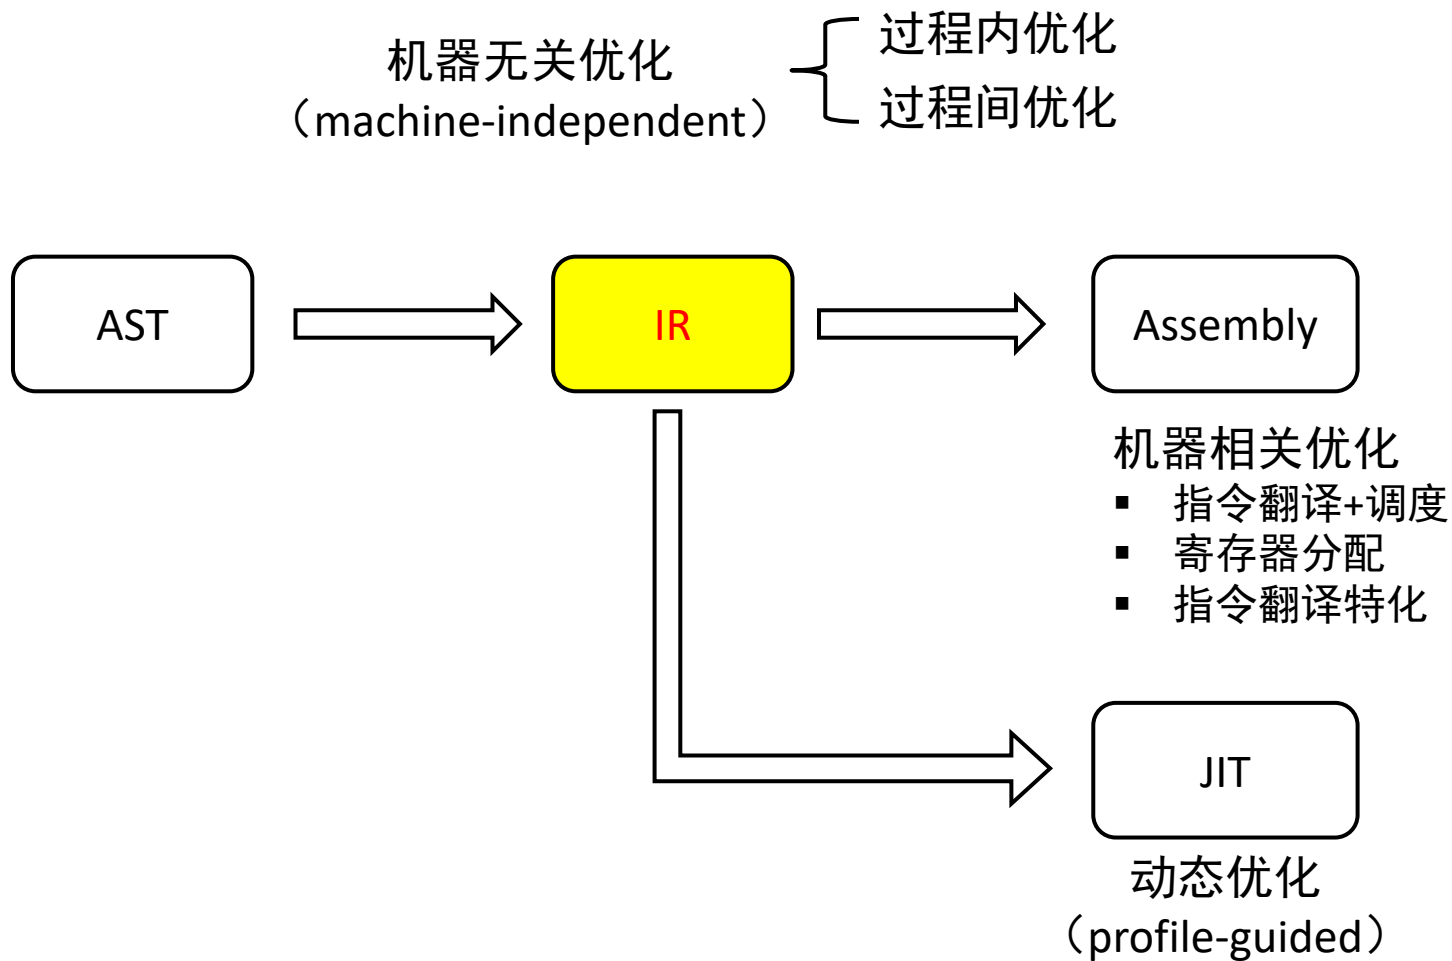 机器无关优化
（machine-independent）
过程内优化
过程间优化
AST
IR
Assembly
机器相关优化
▪ 指令翻译+调度
▪ 寄存器分配
▪ 指令翻译特化
JIT
动态优化
（profile-guided）